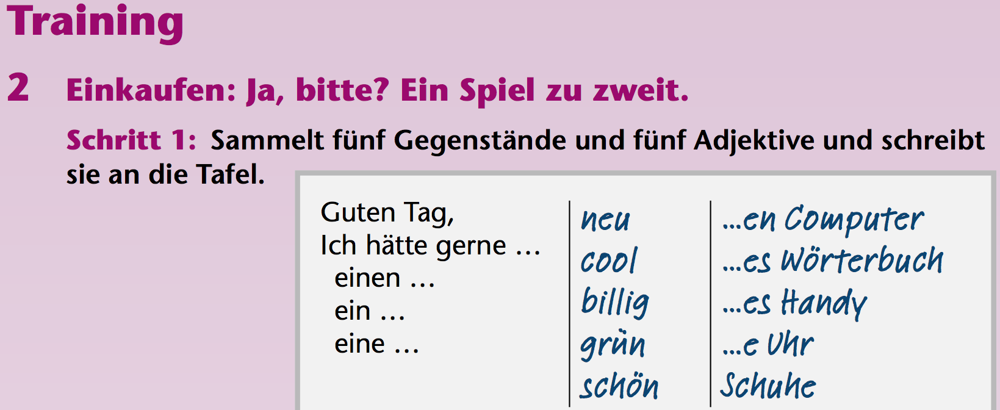 Training
2 Einkaufen: Ja, bitte? Ein Spiel zu zweit.
Schritt 1: Sammelt fünf Gegenstände und fünf Adjektive und schreibt
sie an die Tafel.
Guten Tag,
Ich hätte gerne ...
einen ...
ein ...
eine ...
neu
cool
billig
grün
schön
...en Computer
...es Wörterbuch
...es Handy
...e Uhr
Schuhe